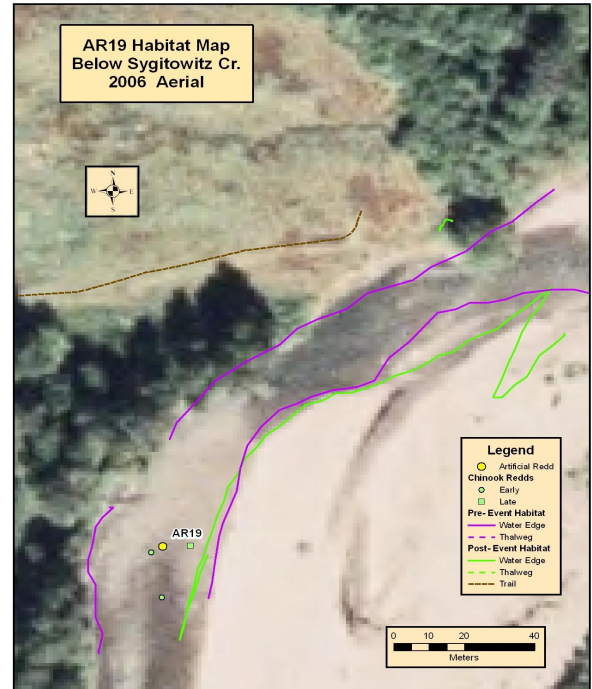 AR19 Habitat Map
Below Sygitowitz Cr.
2006 Aerial
N
W E
S
AR19
Legend
Artificial Redd
Chinook Redds
Early
Late
Pre- Event Habitat
Water Edge
Thalweg
Post- Event Habitat
Water Edge
Thalweg
Trail
0 10 20 40
Meters